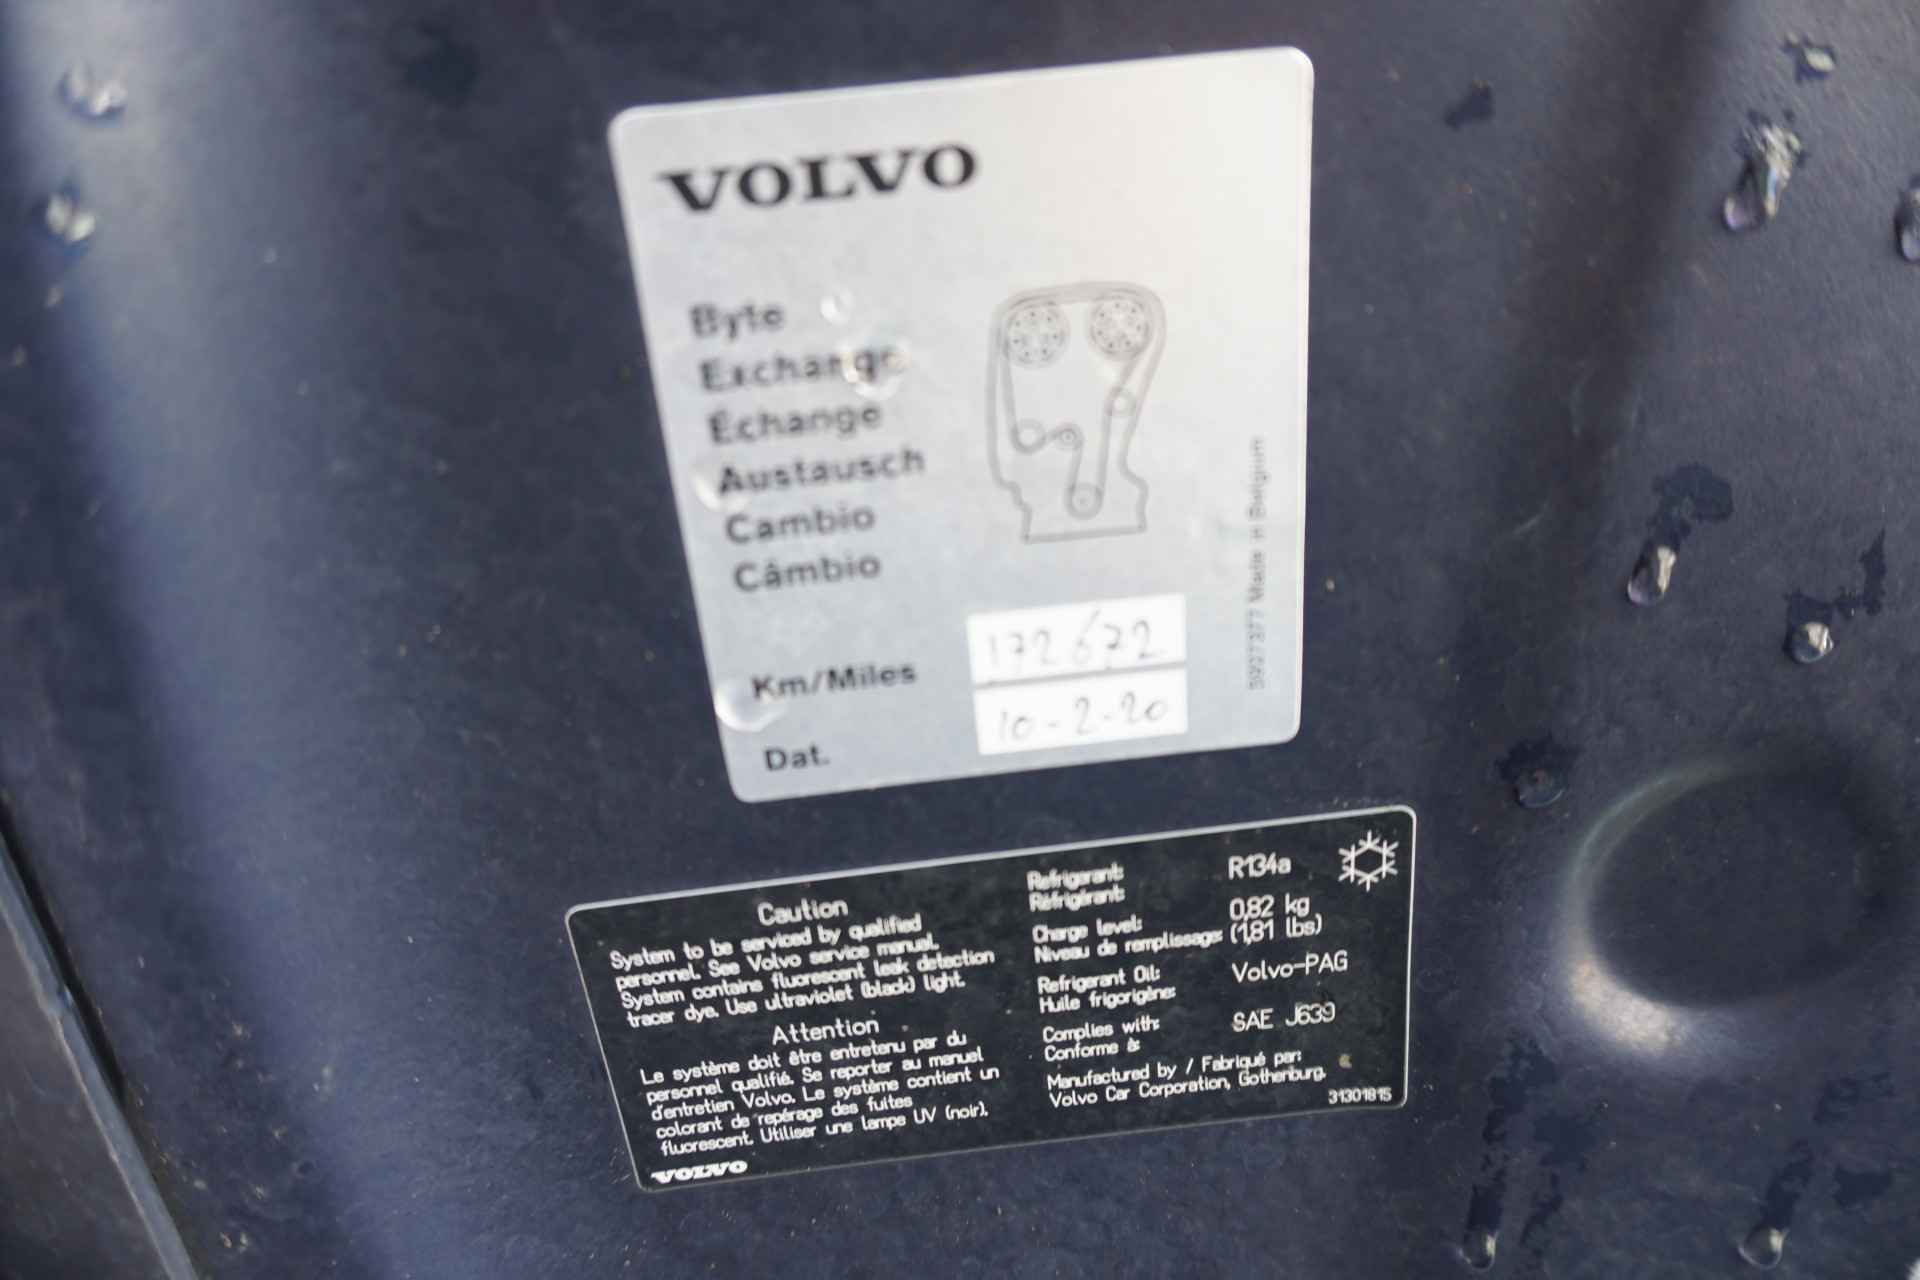 VOLVO
Byte
Exchange
Échange
Austausch
Cambio
Câmbio
Km/Miles 172672
Dat. 10-2-20
5927377 Made in Belgium
Caution
System to be serviced by qualified
personnel. See Volvo service manual.
System contains fluorescent leak detection
tracer dye. Use ultraviolet (black) light.
Attention
Le système doit être entretenu par du
personnel qualifié. Se reporter au manuel
d'entretien Volvo. Le système contient un
colorant de repérage des fuites
fluorescent. Utiliser une lampe UV (noir).
VOLVO
Refrigerant: R134a
Réfrigérant:
Charge level: 0,82 kg
Niveau de remplissage: (1,81 lbs)
Refrigerant Oil: Volvo-PAG
Huile frigorigène:
Complies with: SAE J639
Conforme à:
Manufactured by / Fabriqué par:
Volvo Car Corporation, Gothenburg.
31301815